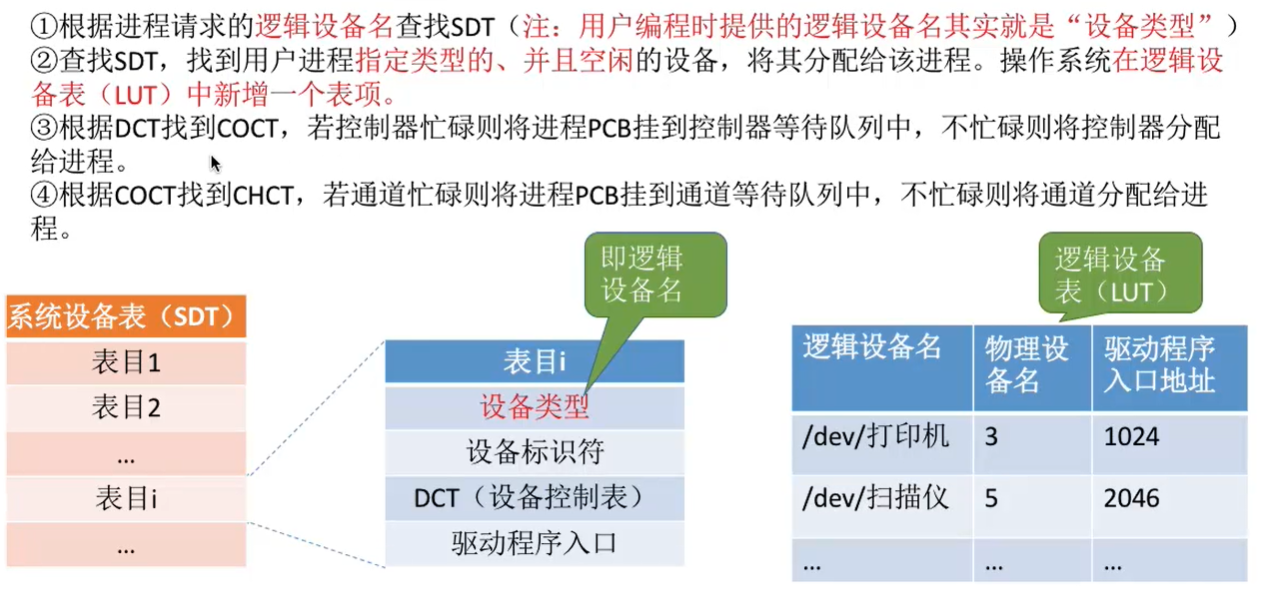 ①根据进程请求的逻辑设备名查找SDT（注：用户编程时提供的逻辑设备名其实就是“设备类型”）
②查找SDT，找到用户进程指定类型的、并且空闲的设备，将其分配给该进程。操作系统在逻辑设
备表（LUT）中新增一个表项。
③根据DCT找到COCT，若控制器忙碌则将进程PCB挂到控制器等待队列中，不忙碌则将控制器分配
给进程。
④根据COCT找到CHCT，若通道忙碌则将进程PCB挂到通道等待队列中，不忙碌则将通道分配给进
程。
即逻辑
设备名
逻辑设备
表（LUT）
系统设备表（SDT）
表目1
表目2
...
表目i
...
表目i
设备类型
设备标识符
DCT（设备控制表）
驱动程序入口
逻辑设备名 物理设 驱动程序
备名 入口地址
/dev/打印机 3 1024
/dev/扫描仪 5 2046
... ... ...